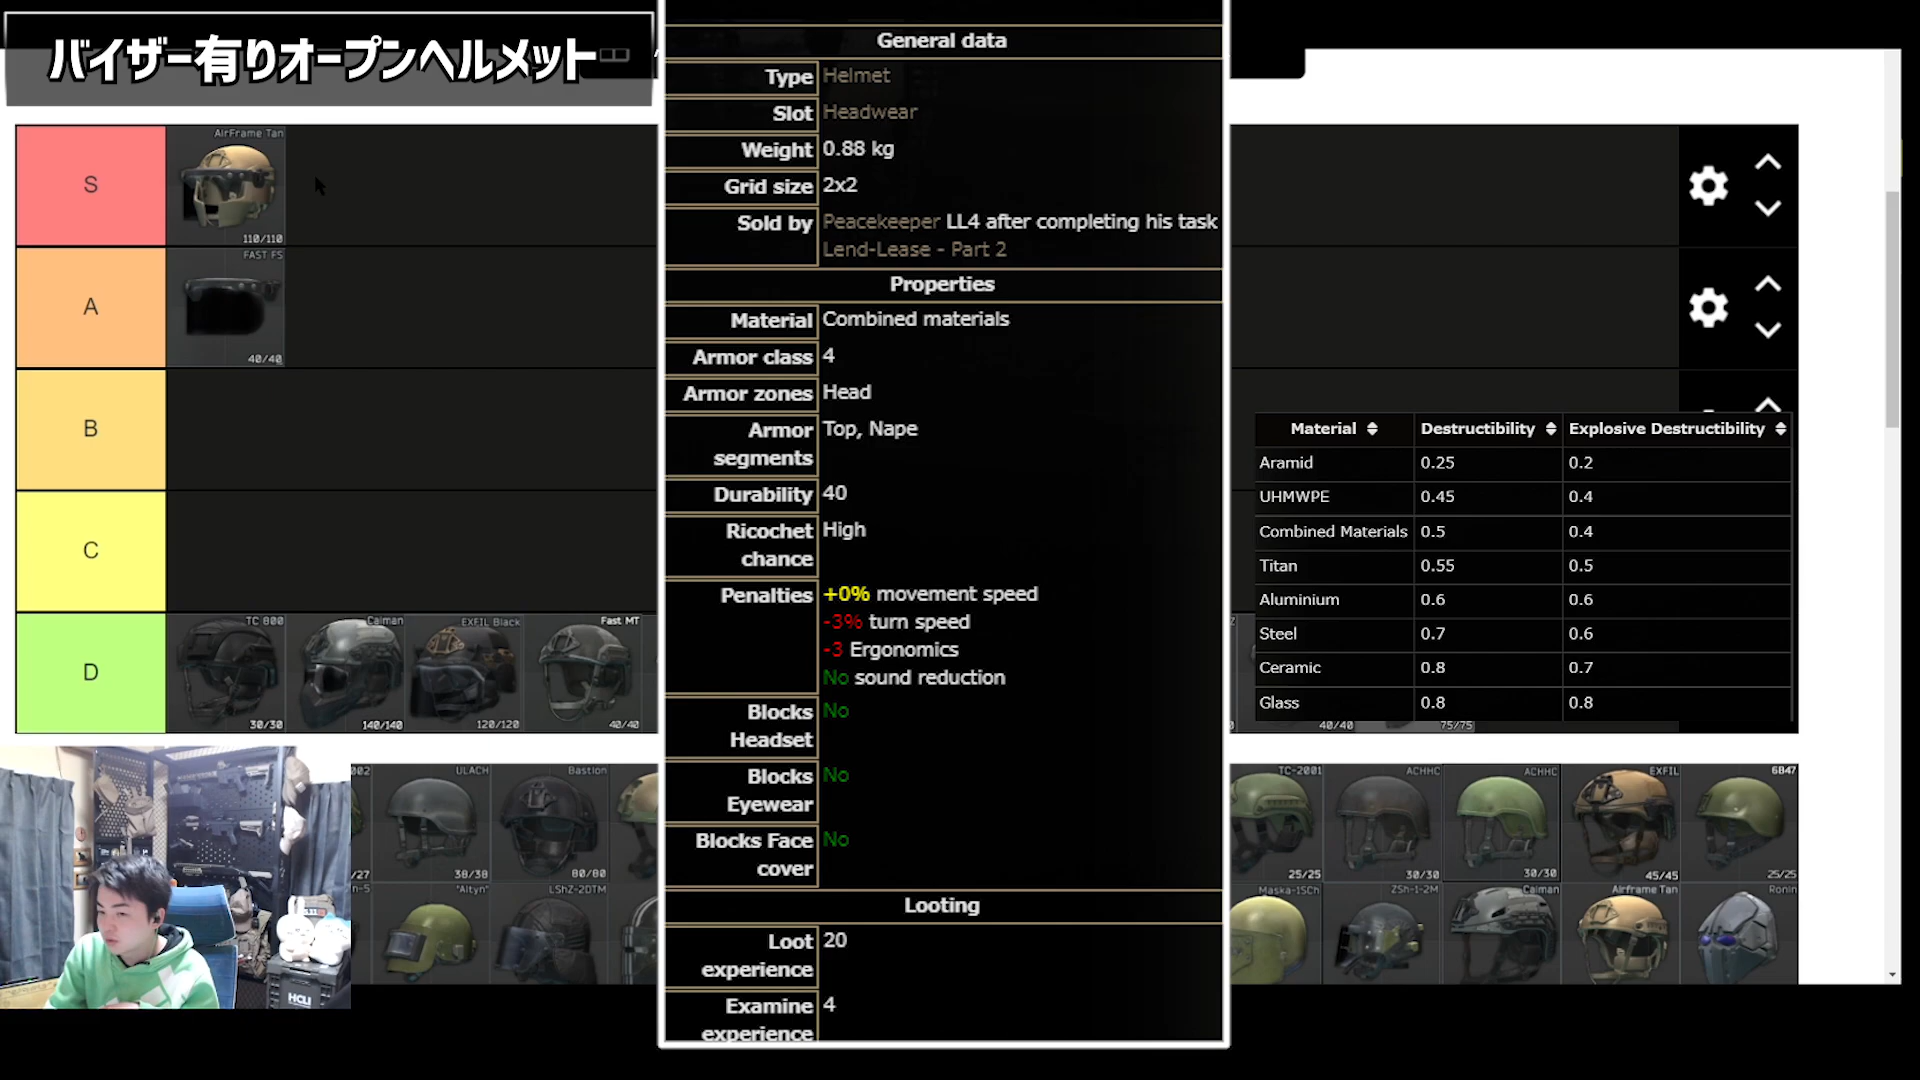 バイザー有りオープンヘルメット
S
AirFrame Tan
110/110
A
FAST FS
40/40
B
C
D
TC 800
30/30
Caiman
140/140
EXFIL Black
120/120
Fast MT
40/40
General data
Type Helmet
Slot Headwear
Weight 0.88 kg
Grid size 2x2
Sold by Peacekeeper LL4 after completing his task
Lend-Lease - Part 2
Properties
Material Combined materials
Armor class 4
Armor zones Head
Armor segments Top, Nape
Durability 40
Ricochet chance High
Penalties +0% movement speed
-3% turn speed
-3 Ergonomics
No sound reduction
Blocks Headset No
Blocks Eyewear No
Blocks Face cover No
Looting
Loot experience 20
Examine experience 4
Material Destructibility Explosive Destructibility
Aramid 0.25 0.2
UHMWPE 0.45 0.4
Combined Materials 0.5 0.4
Titan 0.55 0.5
Aluminium 0.6 0.6
Steel 0.7 0.6
Ceramic 0.8 0.7
Glass 0.8 0.8
40/40
75/75
ULACH
Bastion
80/80
TC-2001
25/25
ACHHC
30/30
ACHHC
30/30
EXFIL
45/45
6B47
25/25
"Altyn"
LShZ-2DTM
Maska-1SCh
ZSh-1-2M
Caiman
Airframe Tan
Ronin